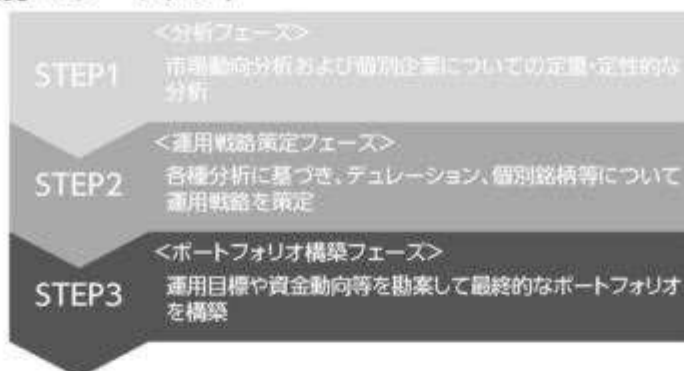 <分析フェーズ>
STEP1
市場動向分析および個別企業についての定量・定性的な
分析
<運用戦略策定フェーズ>
STEP2
各種分析に基づき、デュレーション、個別銘柄等について
運用戦略を策定
<ポートフォリオ構築フェーズ>
STEP3
運用目標や資金動向等を勘案して最終的なポートフォリオ
を構築